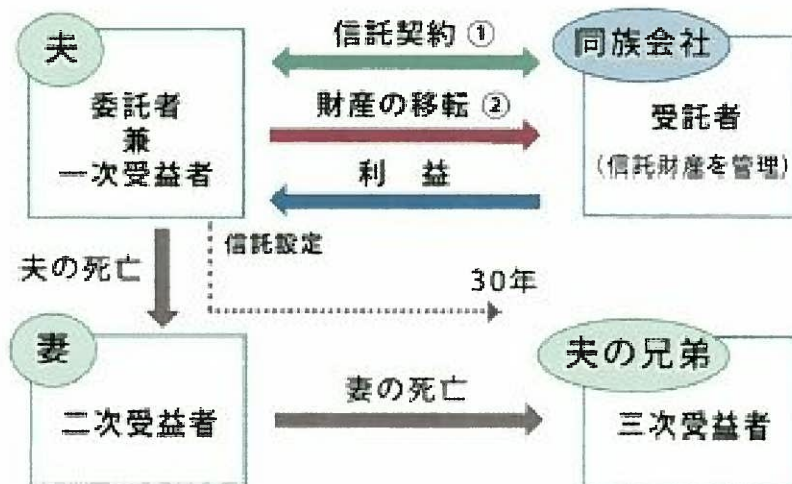 夫
委託者
兼
一次受益者
信託契約 ①
財産の移転 ②
利 益
同族会社
受託者
(信託財産を管理)
夫の死亡
信託設定
30年
妻
二次受益者
妻の死亡
夫の兄弟
三次受益者